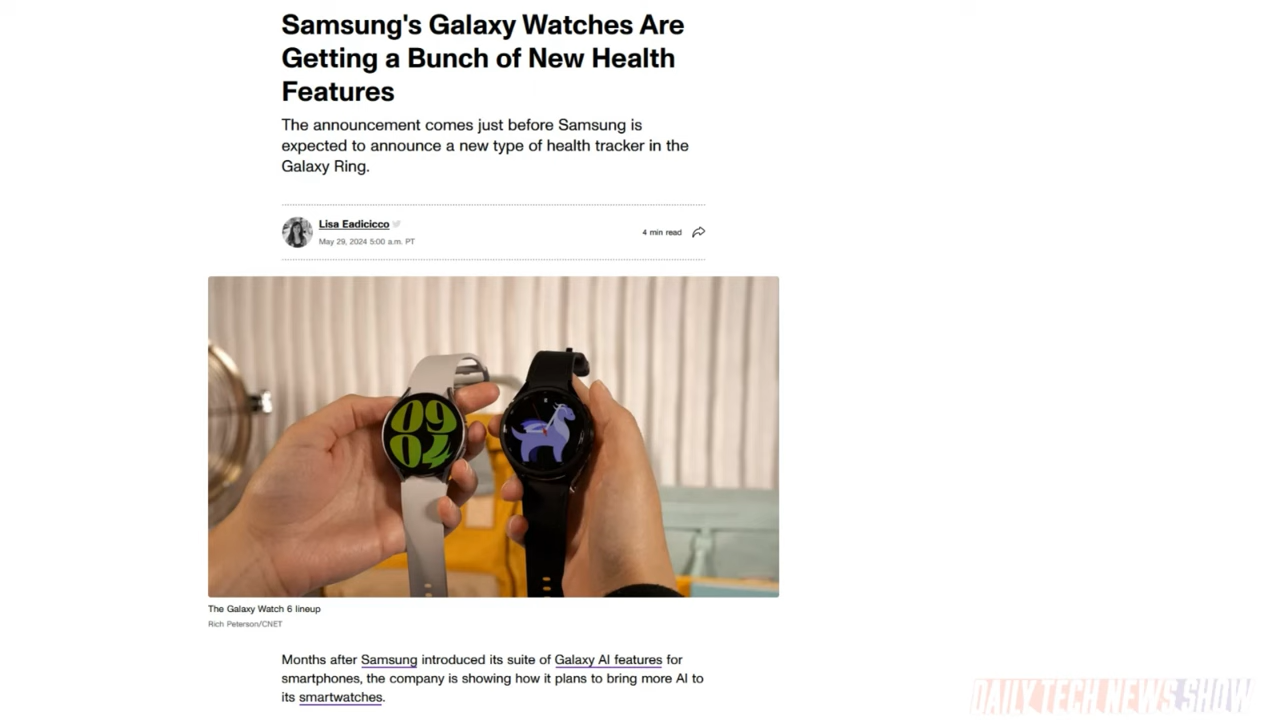 Samsung's Galaxy Watches Are
Getting a Bunch of New Health
Features
The announcement comes just before Samsung is
expected to announce a new type of health tracker in the
Galaxy Ring.
Lisa Eadicicco
May 29, 2024 5:00 a.m. PT
4 min read
09
04
The Galaxy Watch 6 lineup
Rich Peterson/CNET
Months after Samsung introduced its suite of Galaxy AI features for
smartphones, the company is showing how it plans to bring more AI to
its smartwatches.
DAILY TECH NEWS SHOW